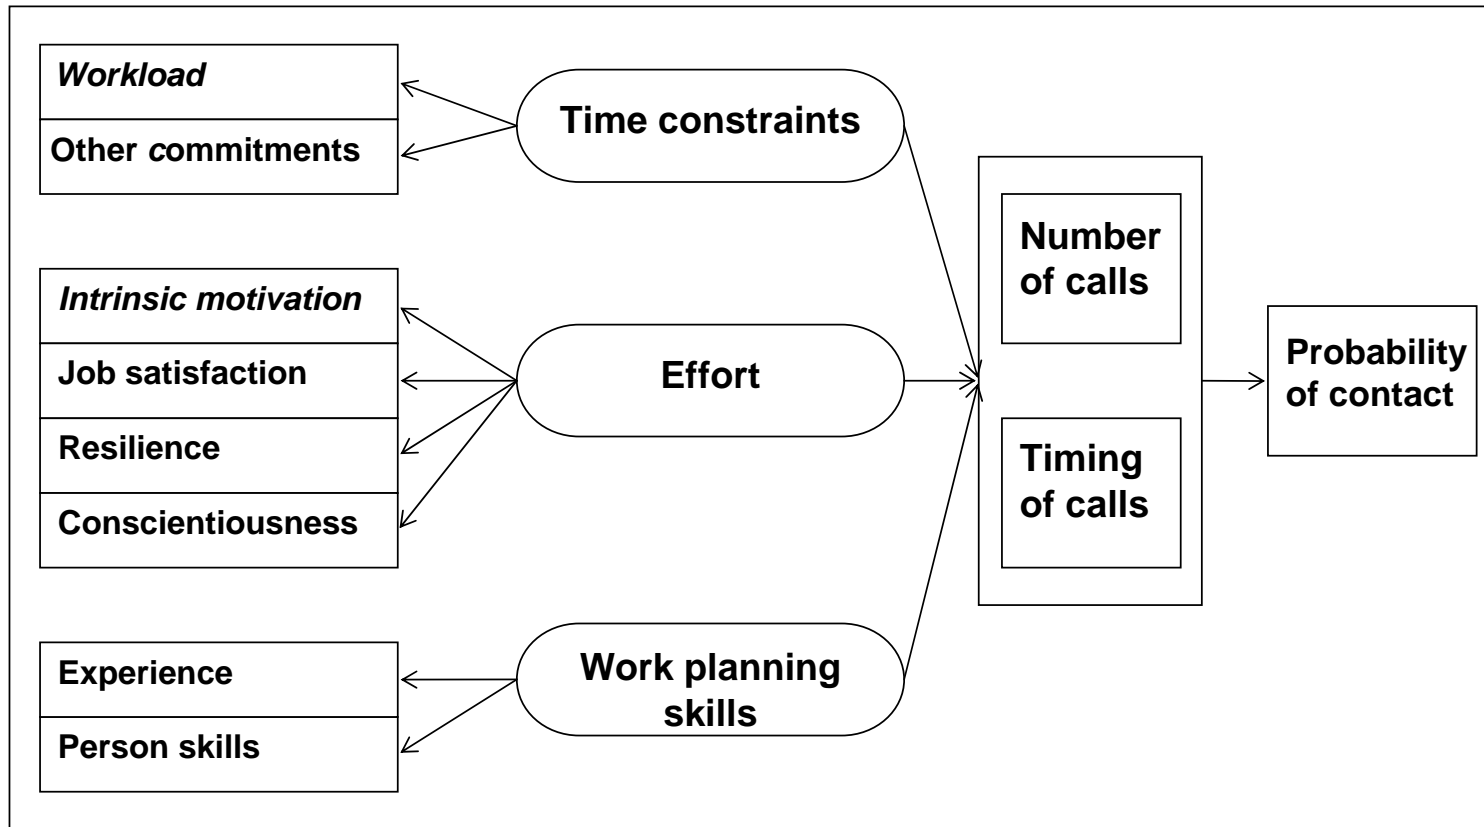 Workload
Other commitments
Time constraints
Intrinsic motivation
Job satisfaction
Resilience
Conscientiousness
Effort
Experience
Person skills
Work planning
skills
Number
of calls
Timing
of calls
Probability
of contact